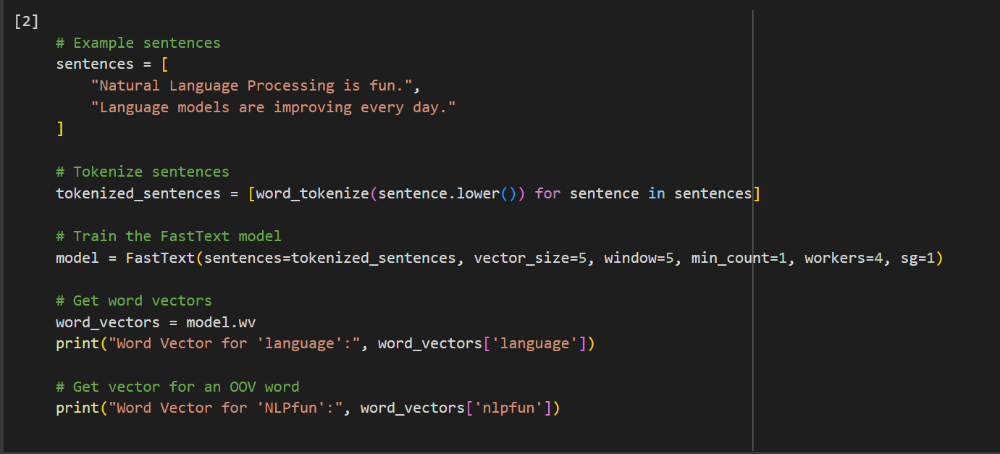 [2]
# Example sentences
sentences = [
    "Natural Language Processing is fun.",
    "Language models are improving every day."
]
# Tokenize sentences
tokenized_sentences = [word_tokenize(sentence.lower()) for sentence in sentences]
# Train the FastText model
model = FastText(sentences=tokenized_sentences, vector_size=5, window=5, min_count=1, workers=4, sg=1)
# Get word vectors
word_vectors = model.wv
print("Word Vector for 'language':", word_vectors['language'])
# Get vector for an OOV word
print("Word Vector for 'NLPfun':", word_vectors['nlpfun'])